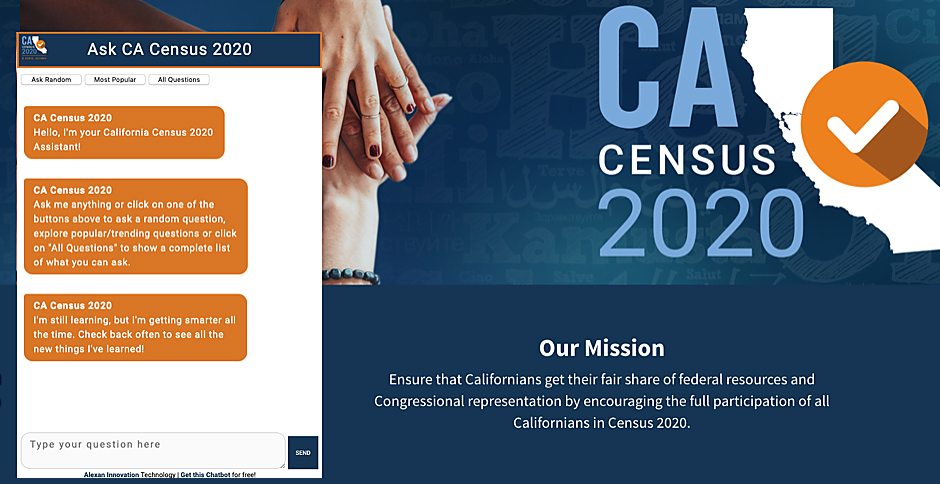 CA
CENSUS
2020
Ask CA Census 2020
Ask Random
Most Popular
All Questions
CA Census 2020
Hello, I'm your California Census 2020
Assistant!
CA Census 2020
Ask me anything or click on one of the
buttons above to ask a random question,
explore popular/trending questions or click
on "All Questions" to show a complete list
of what you can ask.
CA Census 2020
I'm still learning, but I'm getting smarter all
the time. Check back often to see all the
new things I've learned!
Type your question here
SEND
Alexan Innovation Technology | Get this Chatbot for free!
CA
CENSUS
2020
Salut
Salve
Our Mission
Ensure that Californians get their fair share of federal resources and
Congressional representation by encouraging the full participation of all
Californians in Census 2020.